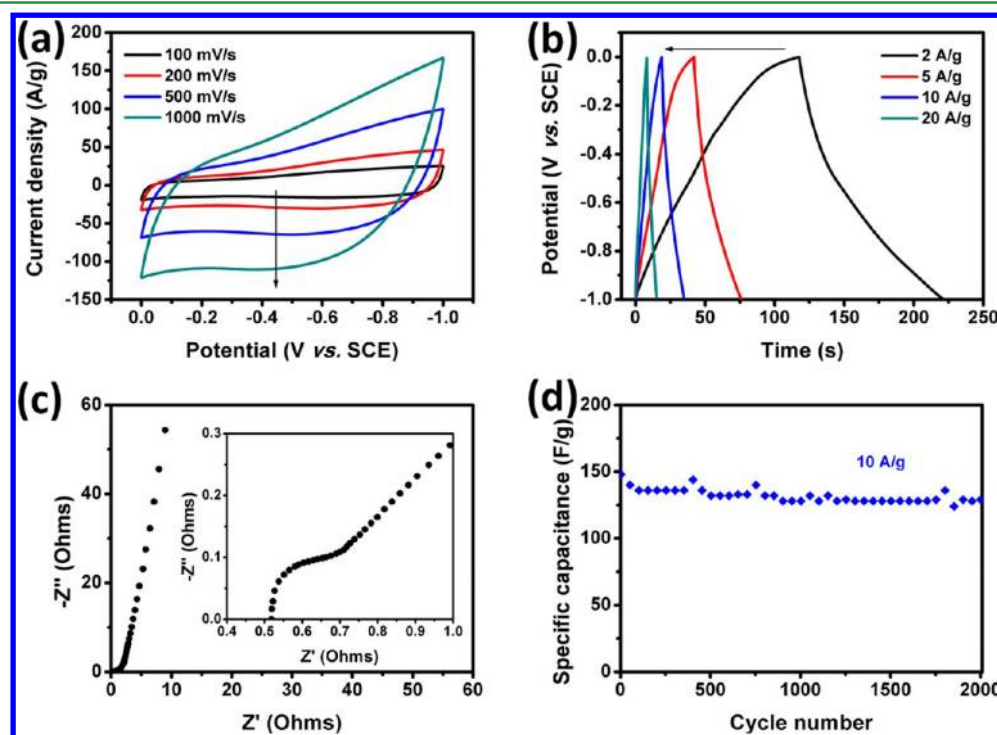 (a)
Current density (A/g)
200
150
100
50
0
-50
-100
-150
100 mV/s
200 mV/s
500 mV/s
1000 mV/s
0.0 -0.2 -0.4 -0.6 -0.8 -1.0
Potential (V vs. SCE)
(b)
Potential (V vs. SCE)
0.0
-0.2
-0.4
-0.6
-0.8
-1.0
2 A/g
5 A/g
10 A/g
20 A/g
0 50 100 150 200 250
Time (s)
(c)
-Z'' (Ohms)
60
40
20
0
-Z'' (Ohms)
0.3
0.2
0.1
0.0
0.4 0.5 0.6 0.7 0.8 0.9 1.0
Z' (Ohms)
0 10 20 30 40 50 60
Z' (Ohms)
(d)
Specific capacitance (F/g)
200
150
100
50
0
10 A/g
0 500 1000 1500 2000
Cycle number